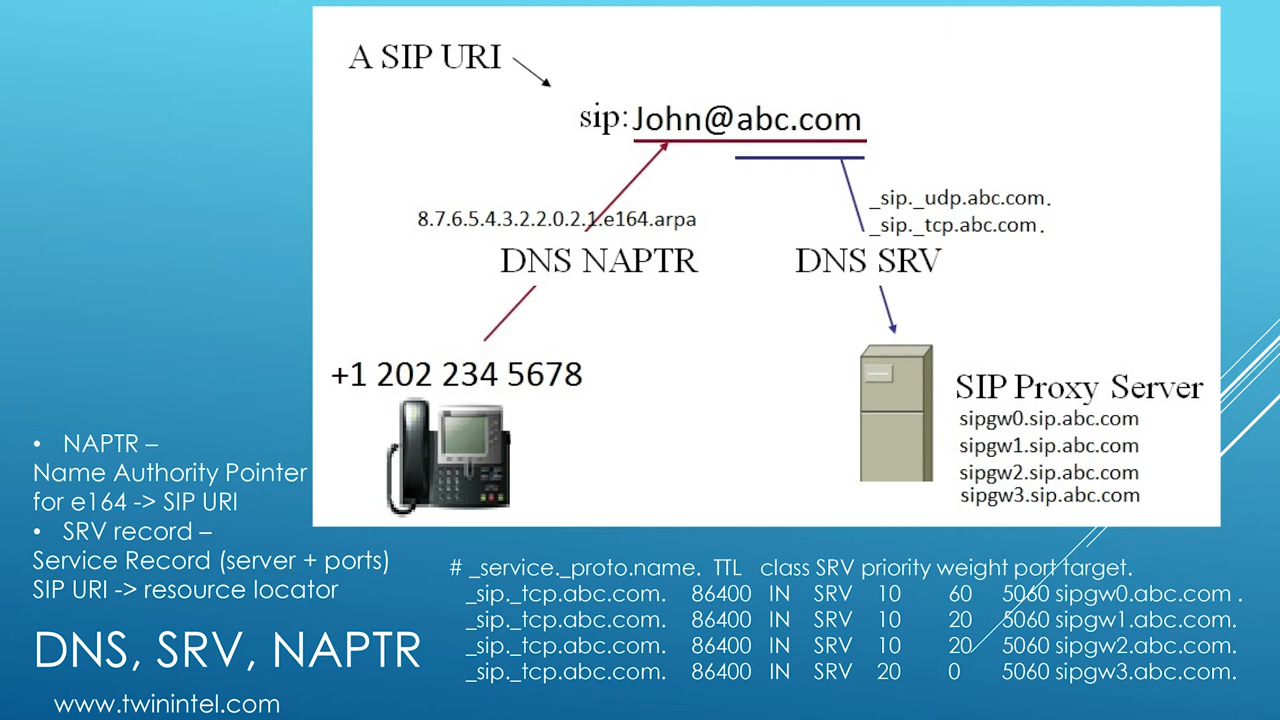 A SIP URI
sip:John@abc.com
8.7.6.5.4.3.2.2.0.2.1.e164.arpa
_sip._udp.abc.com.
_sip._tcp.abc.com.
DNS NAPTR
DNS SRV
+1 202 234 5678
SIP Proxy Server
sipgw0.sip.abc.com
sipgw1.sip.abc.com
sipgw2.sip.abc.com
sipgw3.sip.abc.com
• NAPTR –
Name Authority Pointer
for e164 -> SIP URI
• SRV record –
Service Record (server + ports)
SIP URI -> resource locator
# _service._proto.name. TTL class SRV priority weight port target.
_sip._tcp.abc.com. 86400 IN SRV 10 60 5060 sipgw0.abc.com .
_sip._tcp.abc.com. 86400 IN SRV 10 20 5060 sipgw1.abc.com.
_sip._tcp.abc.com. 86400 IN SRV 10 20 5060 sipgw2.abc.com.
_sip._tcp.abc.com. 86400 IN SRV 20 0 5060 sipgw3.abc.com.
DNS, SRV, NAPTR
www.twinintel.com